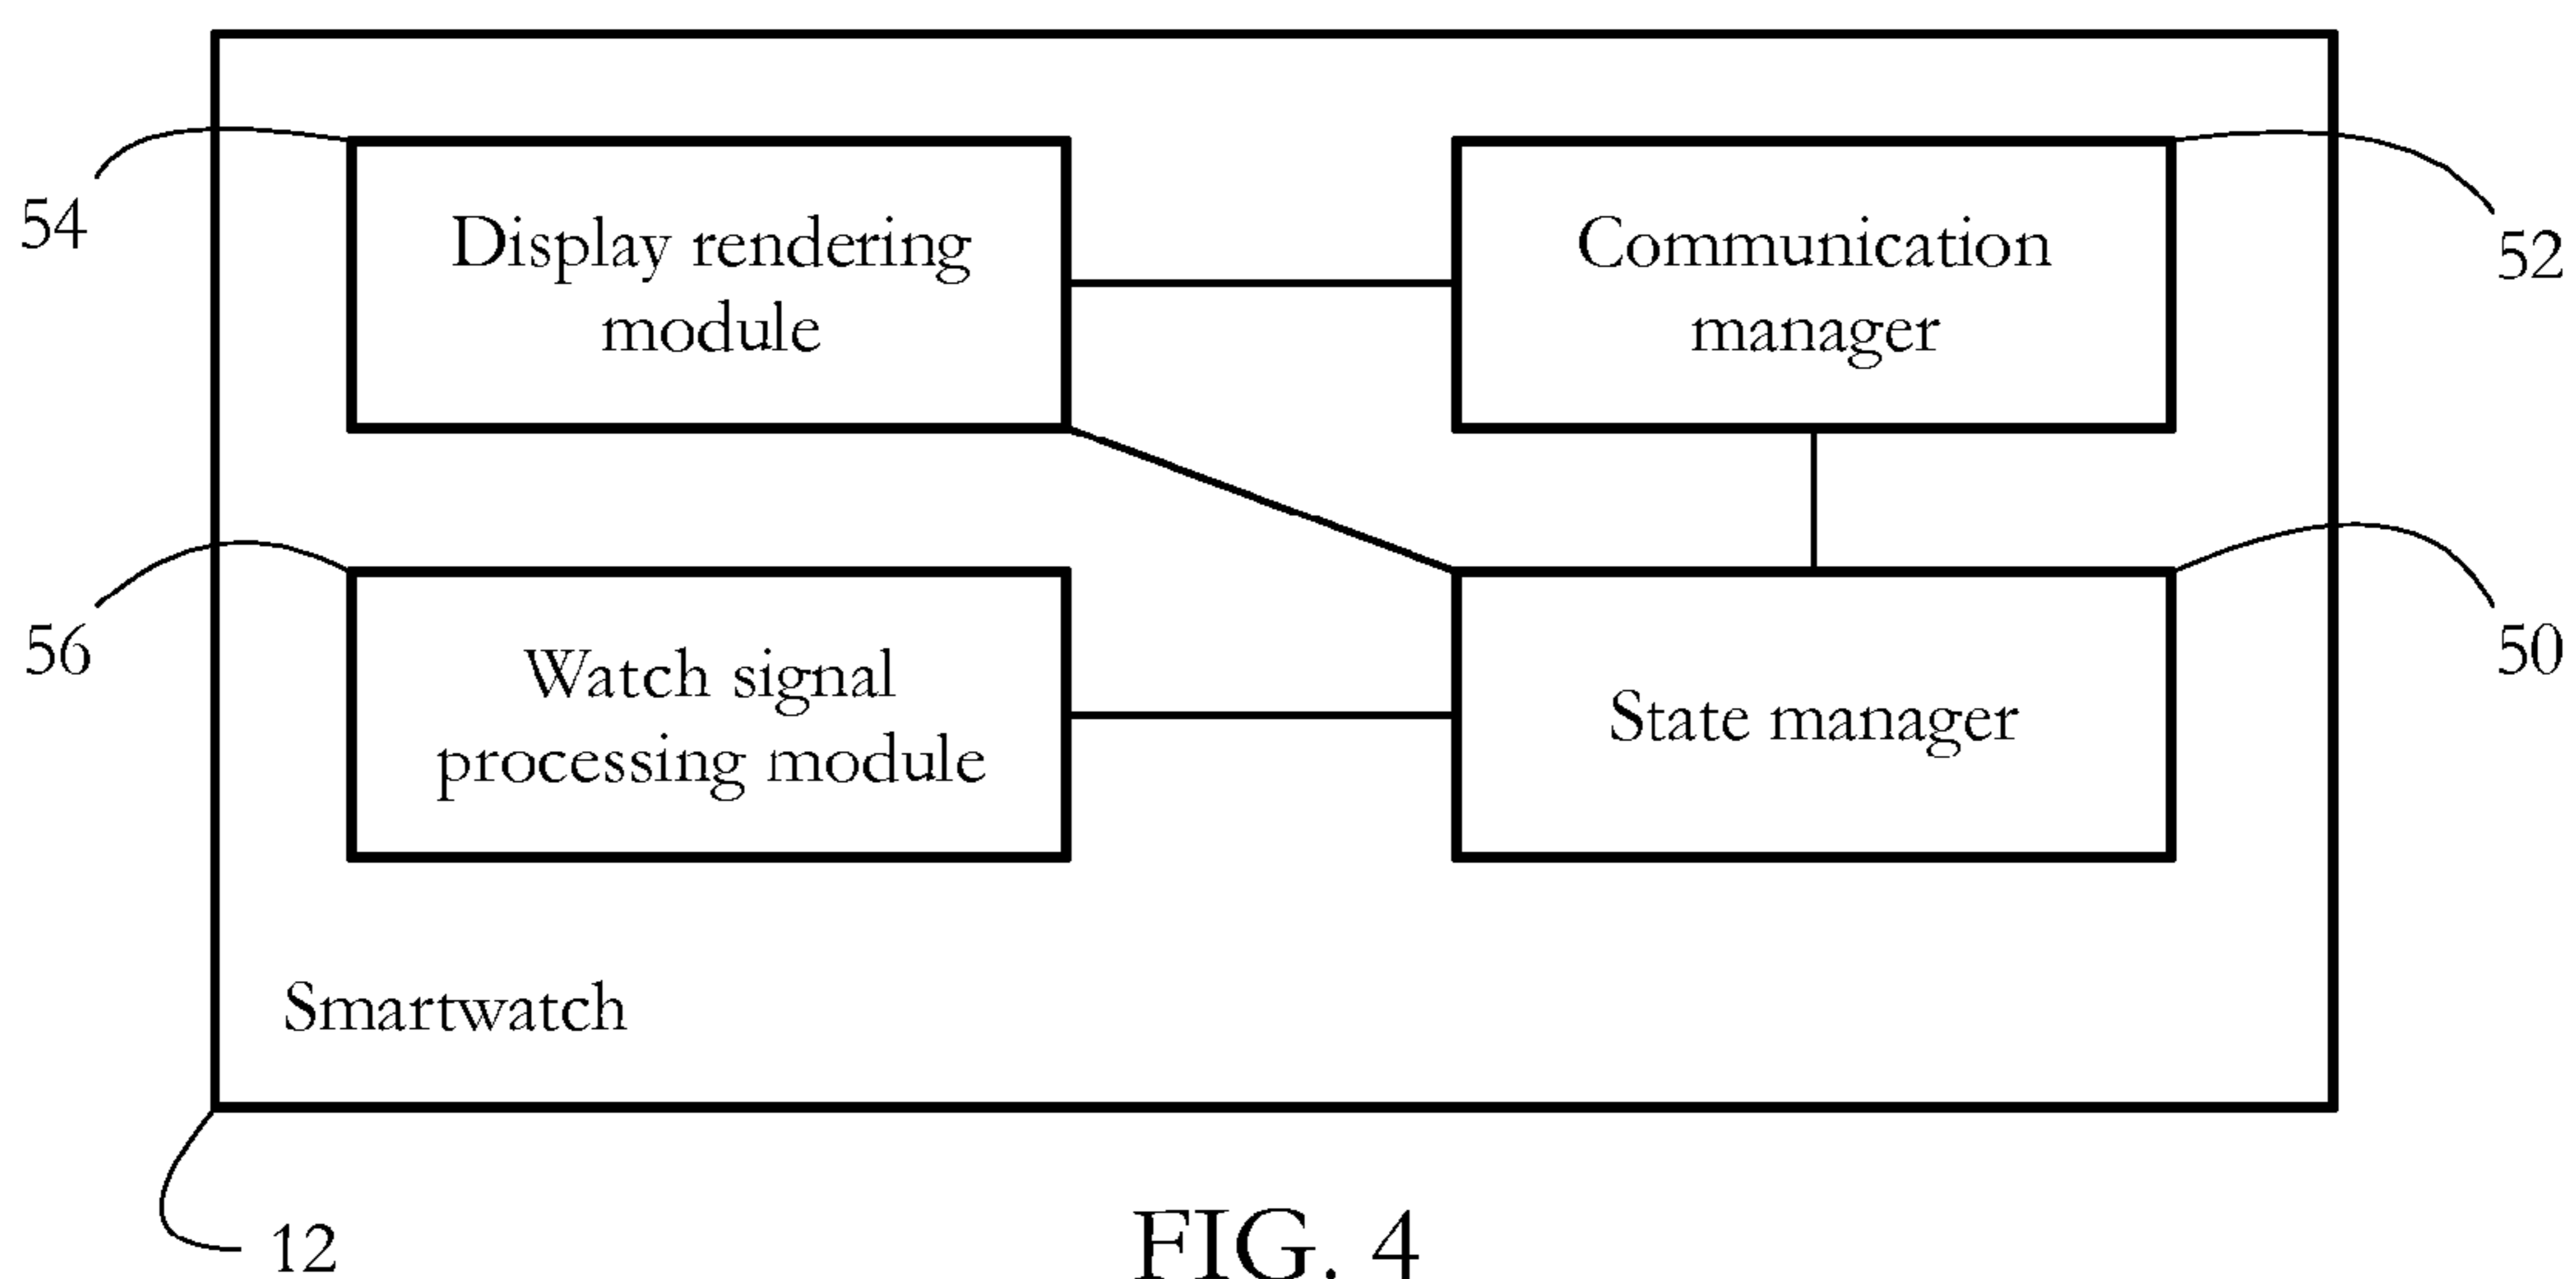 54
Display rendering
module
Communication
manager
52
56
Watch signal
processing module
State manager
50
Smartwatch
12
FIG. 4